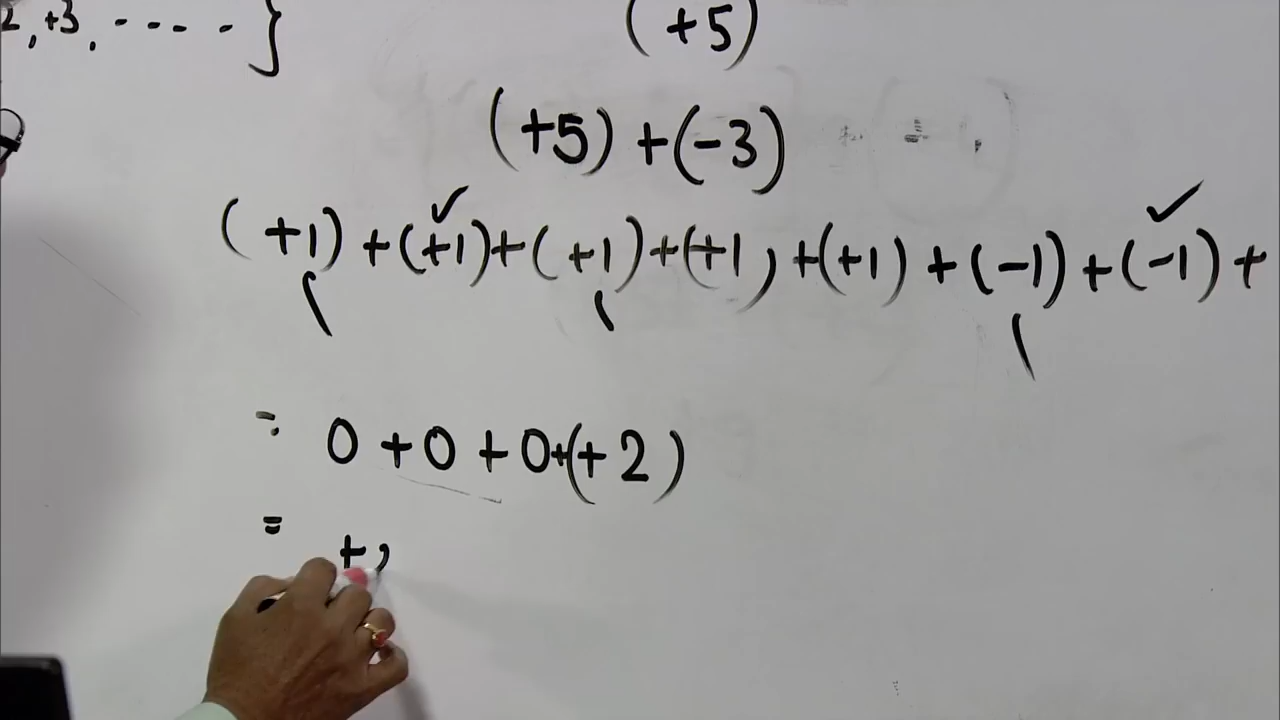 2, +3, - - - - }
(+5)
(+5) + (-3)
(+1) + (+1) + (+1) + (+1) + (+1) + (-1) + (-1) +
= 0 + 0 + 0 + (+2)
= +